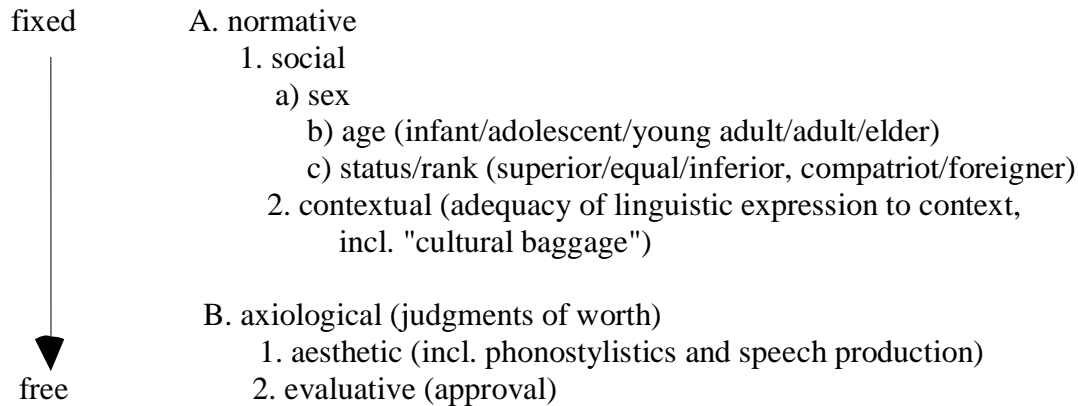 fixed A. normative
1. social
a) sex
b) age (infant/adolescent/young adult/adult/elder)
c) status/rank (superior/equal/inferior, compatriot/foreigner)
2. contextual (adequacy of linguistic expression to context,
incl. "cultural baggage")
B. axiological (judgments of worth)
1. aesthetic (incl. phonostylistics and speech production)
free 2. evaluative (approval)